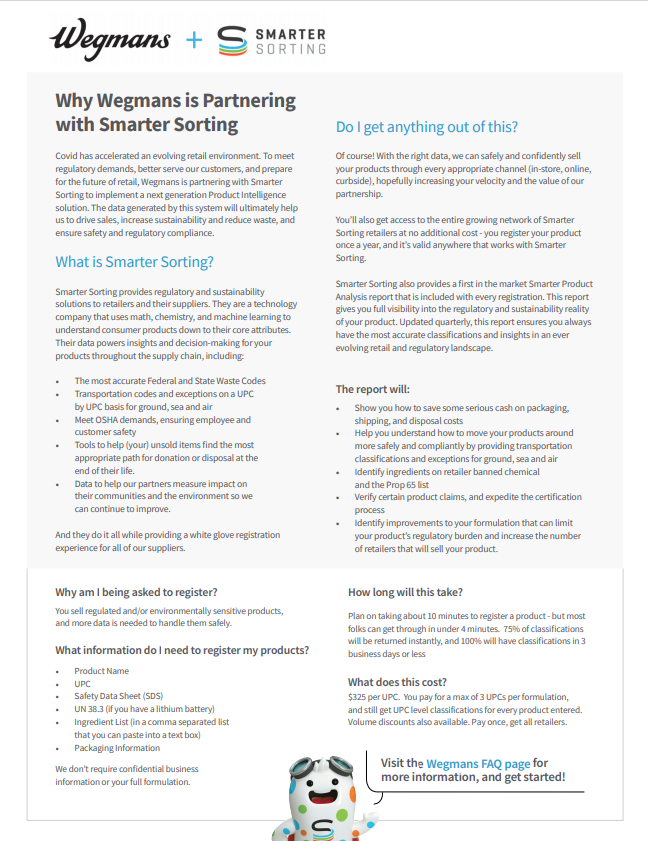 Wegmans + SMARTER SORTING
Why Wegmans is Partnering
with Smarter Sorting
Covid has accelerated an evolving retail environment. To meet
regulatory demands, better serve our customers, and prepare
for the future of retail, Wegmans is partnering with Smarter
Sorting to implement a next generation Product Intelligence
solution. The data generated by this system will ultimately help
us to drive sales, increase sustainability and reduce waste, and
ensure safety and regulatory compliance.
What is Smarter Sorting?
Smarter Sorting provides regulatory and sustainability
solutions to retailers and their suppliers. They are a technology
company that uses math, chemistry, and machine learning to
understand consumer products down to their core attributes.
Their data powers insights and decision-making for your
products throughout the supply chain, including:
• The most accurate Federal and State Waste Codes
• Transportation codes and exceptions on a UPC
by UPC basis for ground, sea and air
• Meet OSHA demands, ensuring employee and
customer safety
• Tools to help (your) unsold items find the most
appropriate path for donation or disposal at the
end of their life.
• Data to help our partners measure impact on
their communities and the environment so we
can continue to improve.
And they do it all while providing a white glove registration
experience for all of our suppliers.
Do I get anything out of this?
Of course! With the right data, we can safely and confidently sell
your products through every appropriate channel (in-store, online,
curbside), hopefully increasing your velocity and the value of our
partnership.
You'll also get access to the entire growing network of Smarter
Sorting retailers at no additional cost - you register your product
once a year, and it's valid anywhere that works with Smarter
Sorting.
Smarter Sorting also provides a first in the market Smarter Product
Analysis report that is included with every registration. This report
gives you full visibility into the regulatory and sustainability reality
of your product. Updated quarterly, this report ensures you always
have the most accurate classifications and insights in an ever
evolving retail and regulatory landscape.
The report will:
• Show you how to save some serious cash on packaging,
shipping, and disposal costs
• Help you understand how to move your products around
more safely and compliantly by providing transportation
classifications and exceptions for ground, sea and air
• Identify ingredients on retailer banned chemical
and the Prop 65 list
• Verify certain product claims, and expedite the certification
process
• Identify improvements to your formulation that can limit
your product's regulatory burden and increase the number
of retailers that will sell your product.
Why am I being asked to register?
You sell regulated and/or environmentally sensitive products,
and more data is needed to handle them safely.
What information do I need to register my products?
• Product Name
• UPC
• Safety Data Sheet (SDS)
• UN 38.3 (if you have a lithium battery)
• Ingredient List (in a comma separated list
that you can paste into a text box)
• Packaging Information
We don't require confidential business
information or your full formulation.
How long will this take?
Plan on taking about 10 minutes to register a product - but most
folks can get through in under 4 minutes. 75% of classifications
will be returned instantly, and 100% will have classifications in 3
business days or less
What does this cost?
$325 per UPC. You pay for a max of 3 UPCs per formulation,
and still get UPC level classifications for every product entered.
Volume discounts also available. Pay once, get all retailers.
Visit the Wegmans FAQ page for
more information, and get started!